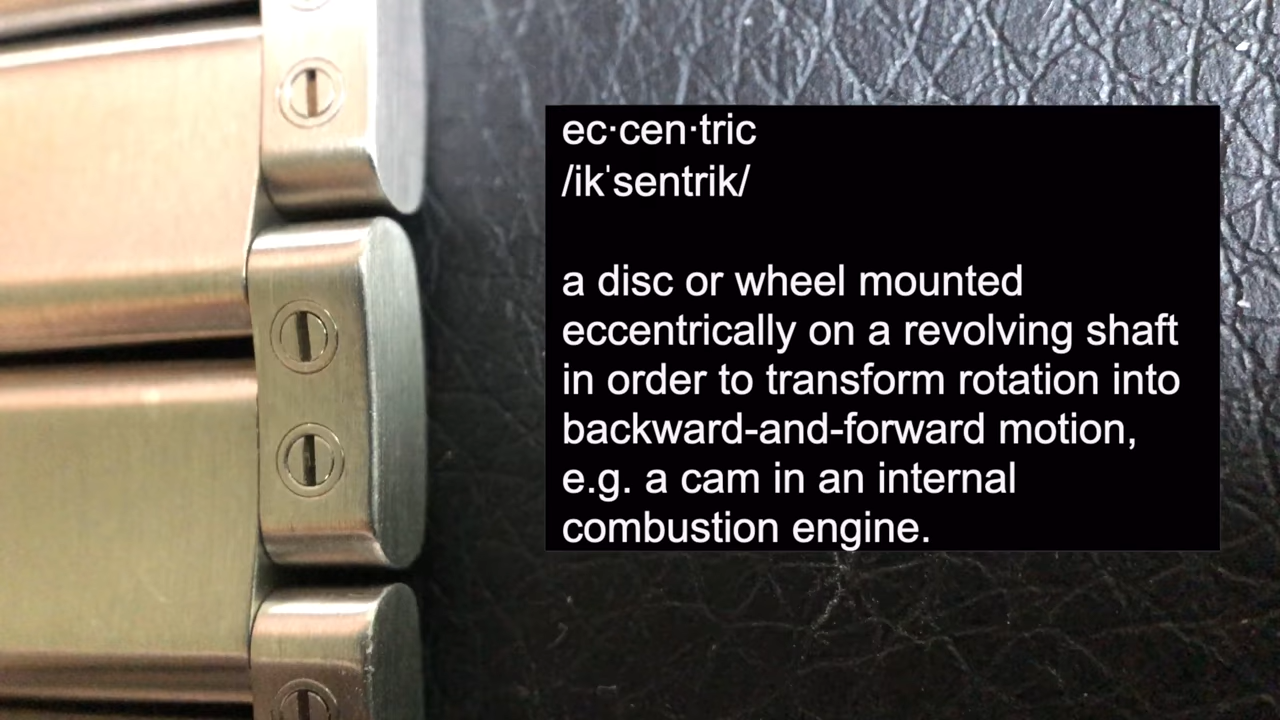 ec·cen·tric
/ikˈsentrik/
a disc or wheel mounted
eccentrically on a revolving shaft
in order to transform rotation into
backward-and-forward motion,
e.g. a cam in an internal
combustion engine.